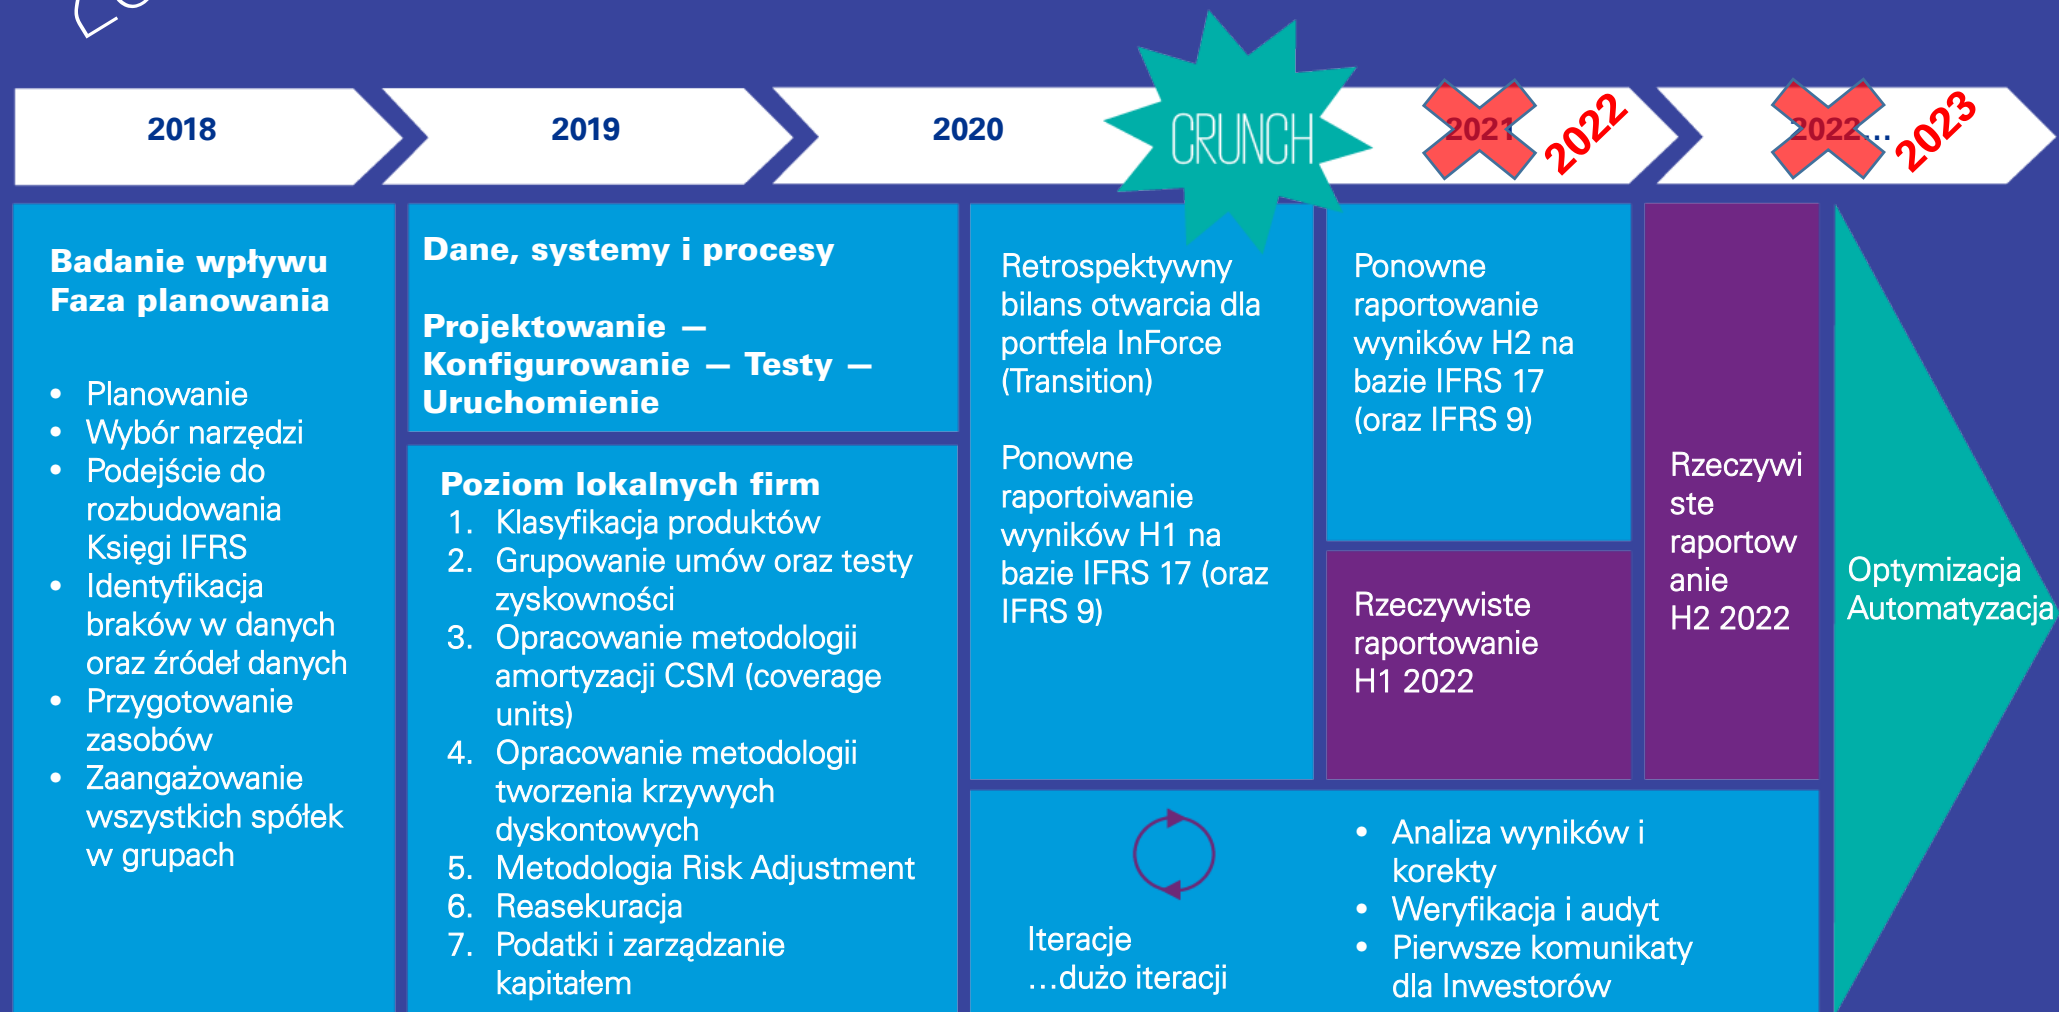 2018
2019
2020
CRUNCH
2021
2022
2022...
2023
Badanie wpływu
Faza planowania
• Planowanie
• Wybór narzędzi
• Podejście do
rozbudowania
Księgi IFRS
• Identyfikacja
braków w danych
oraz źródeł danych
• Przygotowanie
zasobów
• Zaangażowanie
wszystkich spółek
w grupach
Dane, systemy i procesy
Projektowanie –
Konfigurowanie – Testy –
Uruchomienie
Poziom lokalnych firm
1. Klasyfikacja produktów
2. Grupowanie umów oraz testy
zyskowności
3. Opracowanie metodologii
amortyzacji CSM (coverage
units)
4. Opracowanie metodologii
tworzenia krzywych
dyskontowych
5. Metodologia Risk Adjustment
6. Reasekuracja
7. Podatki i zarządzanie
kapitałem
Retrospektywny
bilans otwarcia dla
portfela InForce
(Transition)
Ponowne
raportoiwanie
wyników H1 na
bazie IFRS 17 (oraz
IFRS 9)
Ponowne
raportowanie
wyników H2 na
bazie IFRS 17
(oraz IFRS 9)
Rzeczywiste
raportowanie
H1 2022
Rzeczywi
ste
raportow
anie
H2 2022
Optymizacja
Automatyzacja
Iteracje
...dużo iteracji
• Analiza wyników i
korekty
• Weryfikacja i audyt
• Pierwsze komunikaty
dla Inwestorów